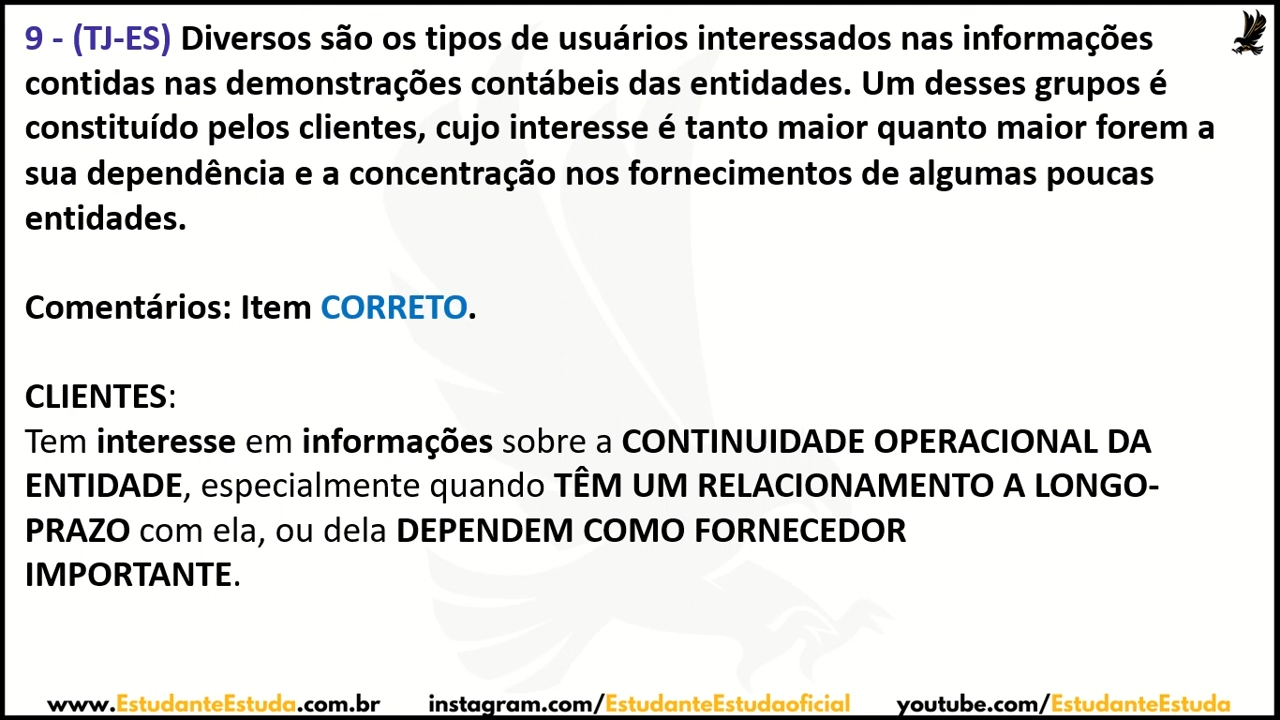 9 - (TJ-ES) Diversos são os tipos de usuários interessados nas informações
contidas nas demonstrações contábeis das entidades. Um desses grupos é
constituído pelos clientes, cujo interesse é tanto maior quanto maior forem a
sua dependência e a concentração nos fornecimentos de algumas poucas
entidades.
Comentários: Item CORRETO.
CLIENTES:
Tem interesse em informações sobre a CONTINUIDADE OPERACIONAL DA
ENTIDADE, especialmente quando TÊM UM RELACIONAMENTO A LONGO-
PRAZO com ela, ou dela DEPENDEM COMO FORNECEDOR
IMPORTANTE.
www.EstudanteEstuda.com.br instagram.com/EstudanteEstudaoficial youtube.com/EstudanteEstuda